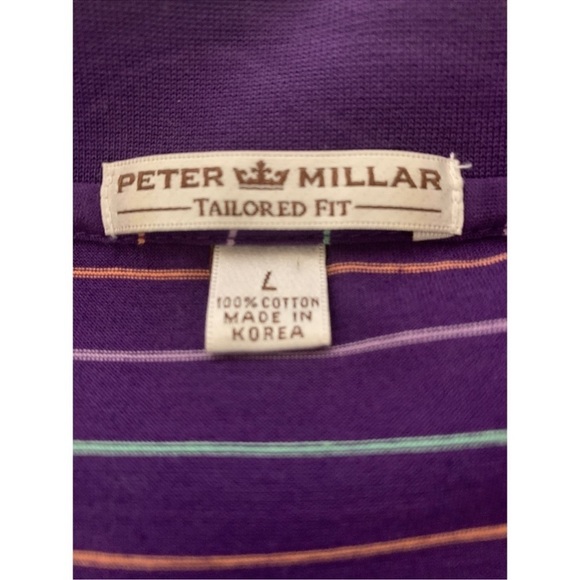 PETER MILLAR
TAILORED FIT
L
100% COTTON
MADE IN
KOREA